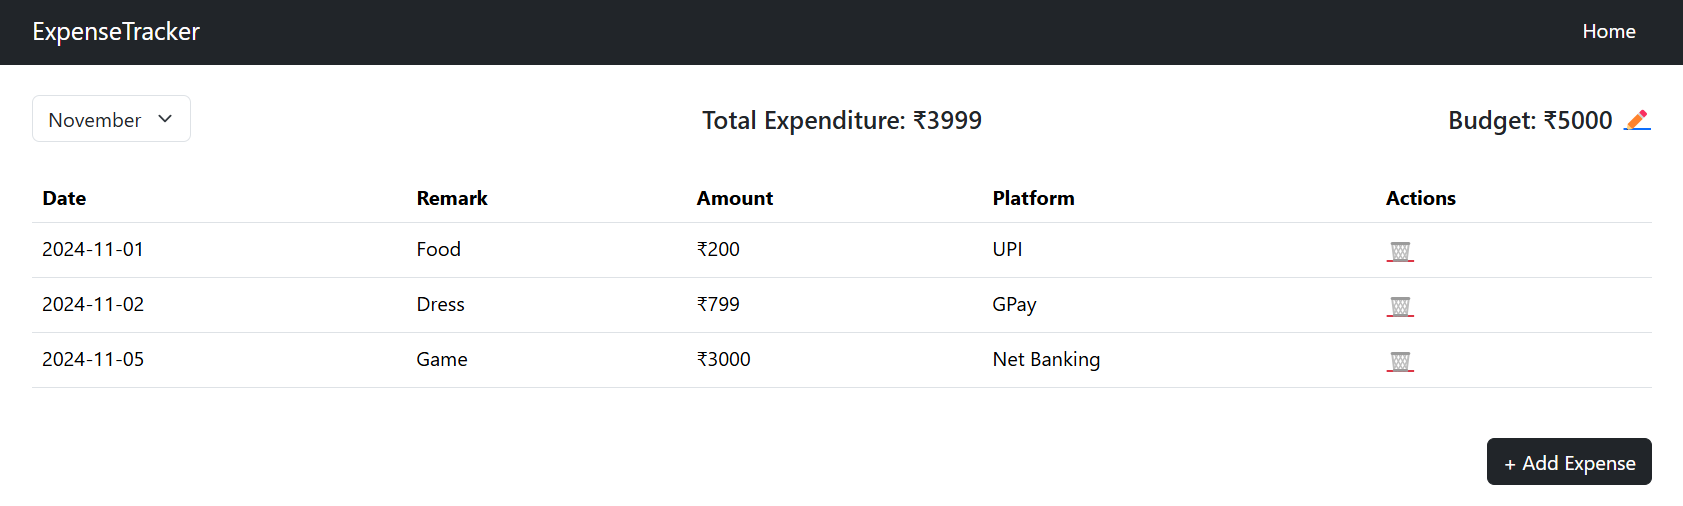 ExpenseTracker Home
November Total Expenditure: ₹3999 Budget: ₹5000
Date Remark Amount Platform Actions
2024-11-01 Food ₹200 UPI
2024-11-02 Dress ₹799 GPay
2024-11-05 Game ₹3000 Net Banking
+ Add Expense